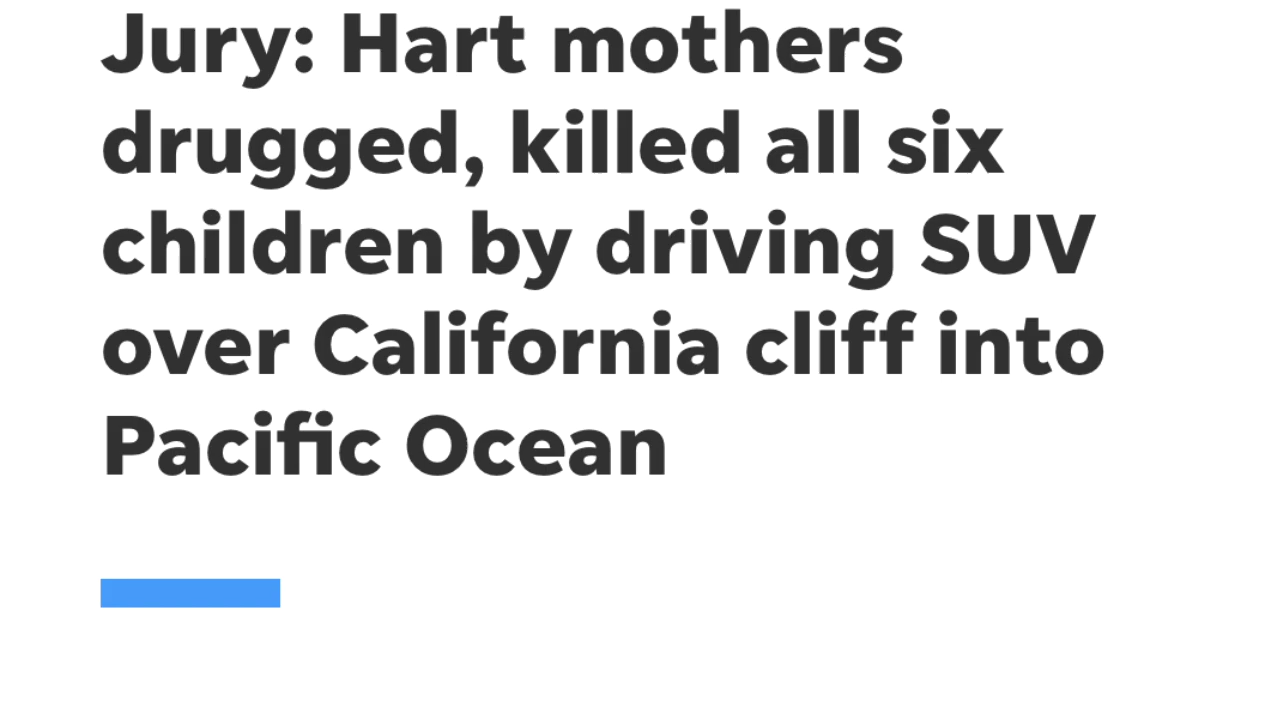 Jury: Hart mothers
drugged, killed all six
children by driving SUV
over California cliff into
Pacific Ocean